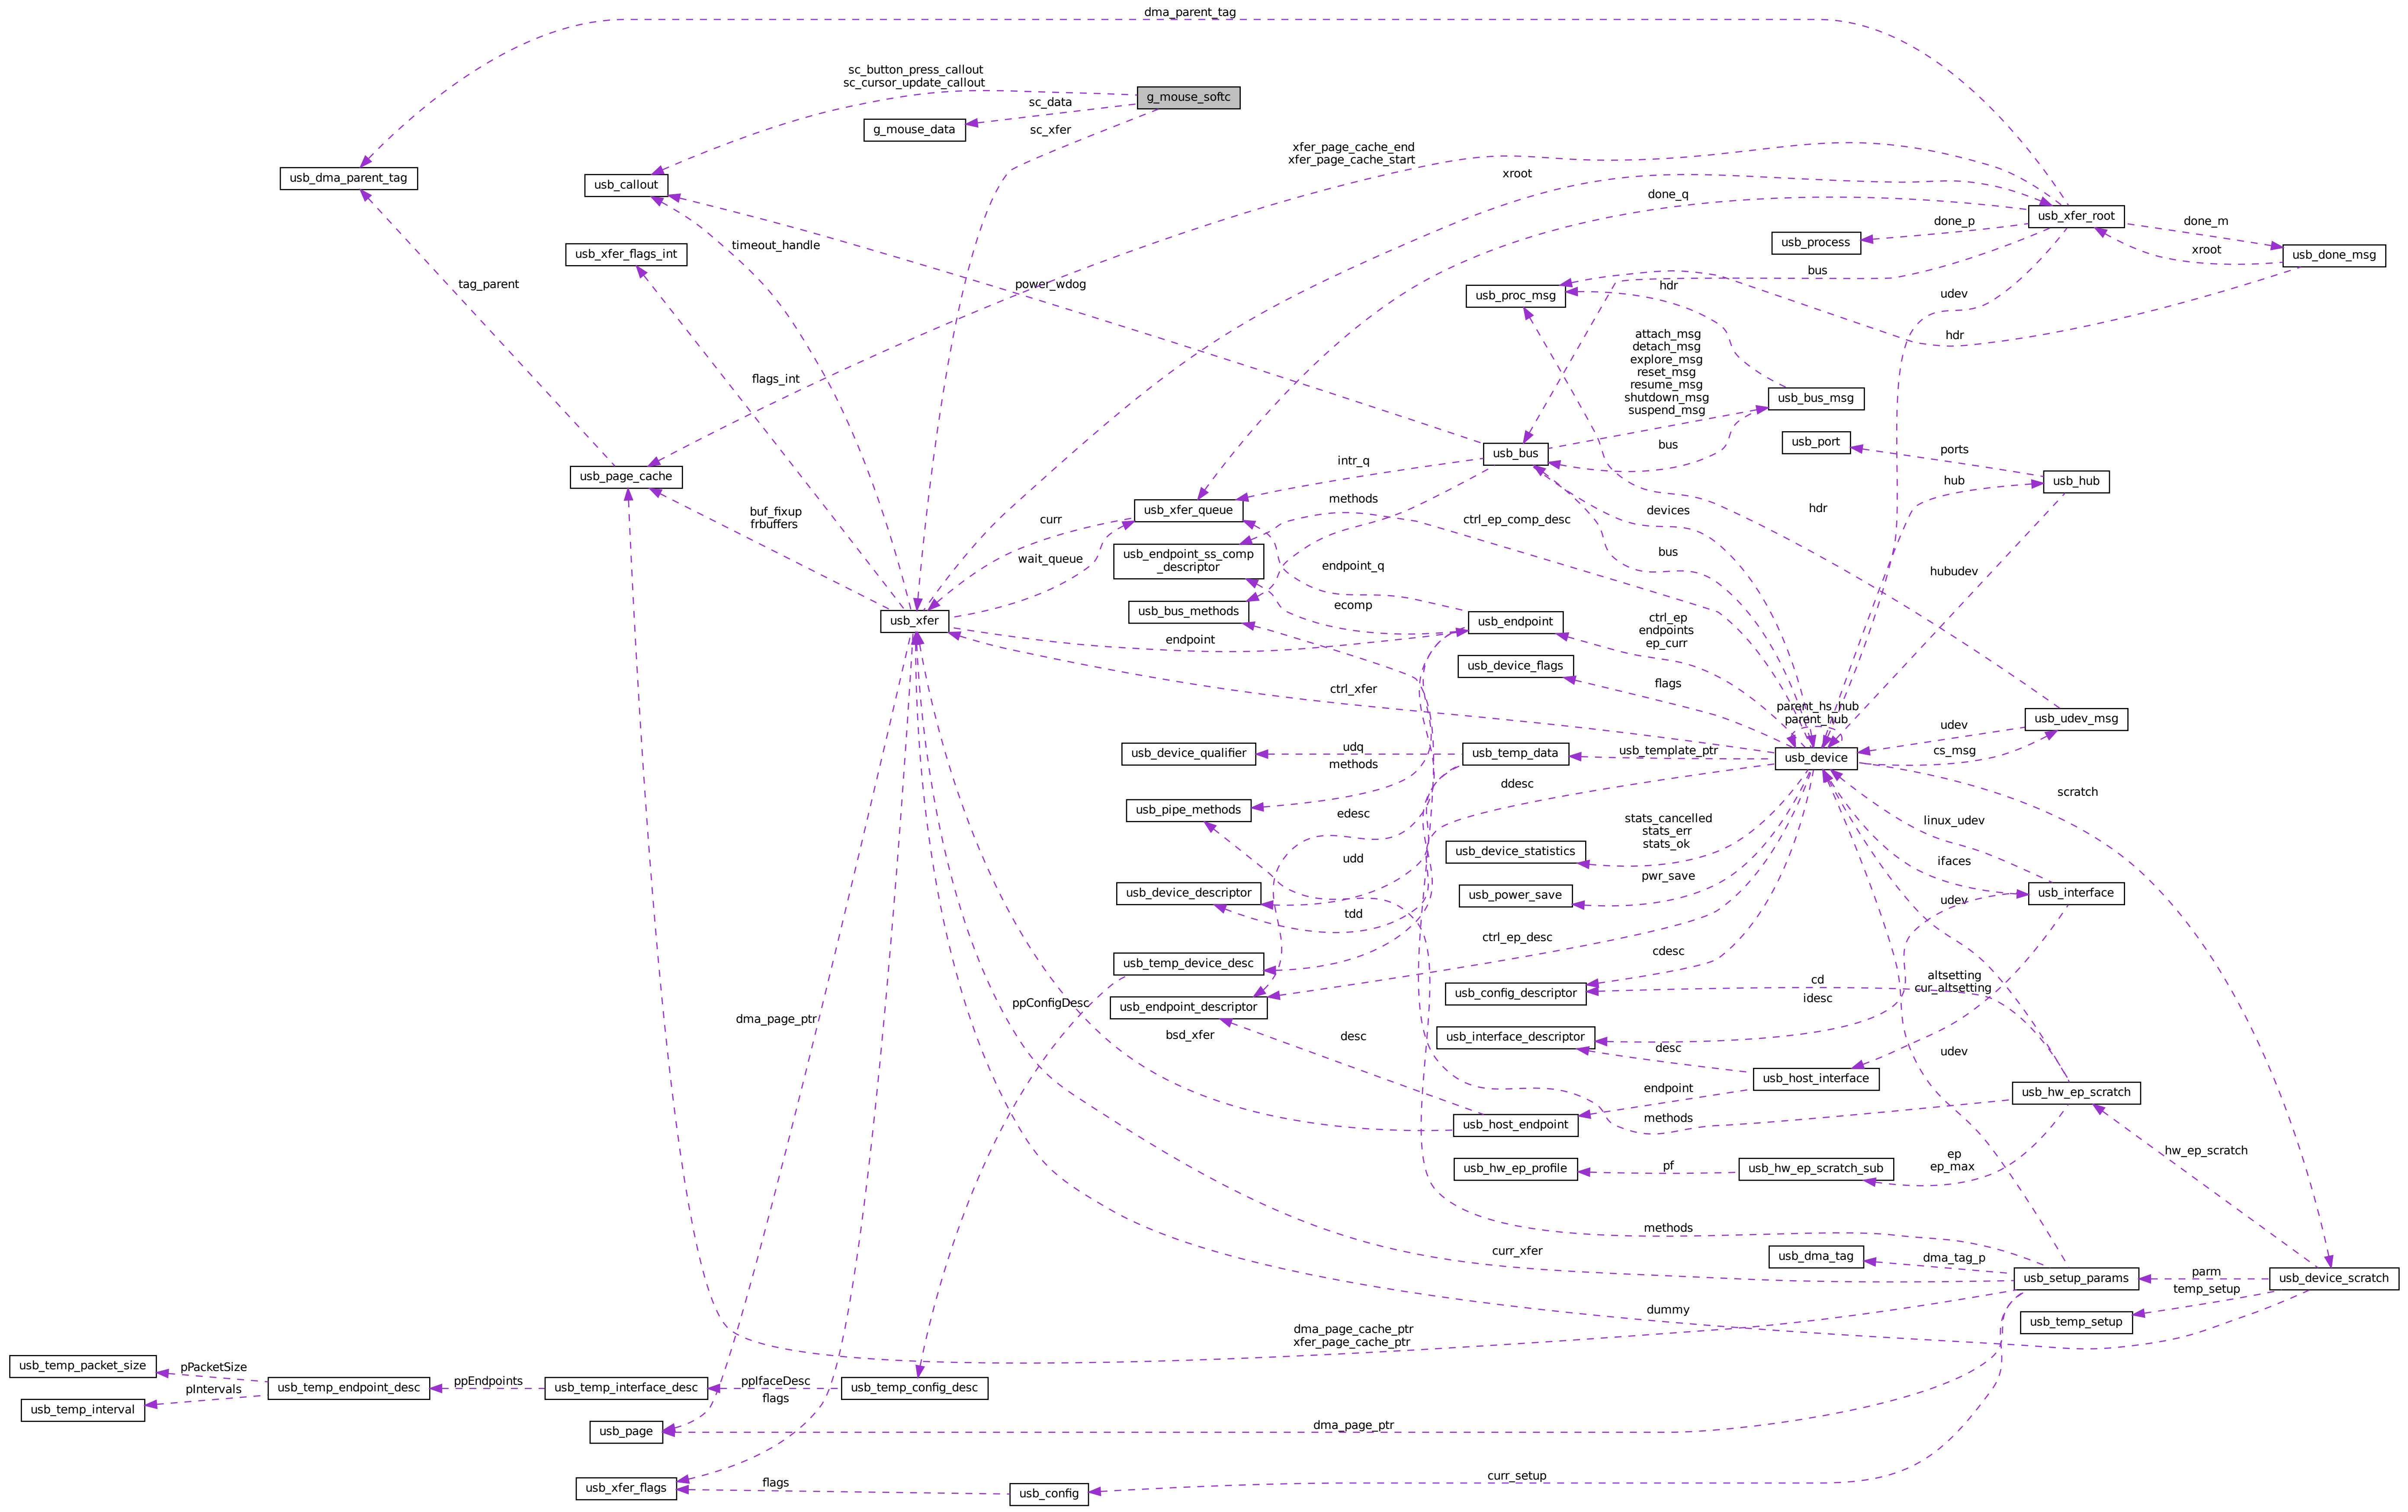 dma_parent_tag
sc_button_press_callout
sc_cursor_update_callout
g_mouse_softc
sc_data
g_mouse_data
sc_xfer
xfer_page_cache_end
xfer_page_cache_start
xroot
usb_dma_parent_tag
usb_callout
done_q
usb_xfer_root
done_p
done_m
usb_process
timeout_handle
usb_xfer_flags_int
xroot
usb_done_msg
tag_parent
power_wdog
bus
hdr
usb_proc_msg
udev
hdr
attach_msg
detach_msg
explore_msg
reset_msg
resume_msg
shutdown_msg
suspend_msg
flags_int
usb_bus_msg
bus
usb_port
ports
usb_bus
intr_q
usb_page_cache
hub
usb_hub
methods
devices
buf_fixup
frbuffers
curr
usb_xfer_queue
ctrl_ep_comp_desc
hdr
wait_queue
usb_endpoint_ss_comp
_descriptor
bus
endpoint_q
hubudev
ecomp
usb_bus_methods
usb_xfer
usb_endpoint
ctrl_ep
endpoints
ep_curr
endpoint
usb_device_flags
flags
ctrl_xfer
parent_hs_hub
parent_hub
usb_udev_msg
udev
udq
usb_device_qualifier
usb_temp_data
usb_template_ptr
usb_device
cs_msg
methods
ddesc
scratch
usb_pipe_methods
edesc
stats_cancelled
stats_err
stats_ok
linux_udev
usb_device_statistics
udd
ifaces
pwr_save
usb_device_descriptor
usb_power_save
usb_interface
udev
tdd
ctrl_ep_desc
cdesc
usb_temp_device_desc
altsetting
cur_altsetting
cd
usb_config_descriptor
idesc
ppConfigDesc
usb_endpoint_descriptor
dma_page_ptr
bsd_xfer
desc
usb_interface_descriptor
desc
udev
usb_host_interface
endpoint
usb_hw_ep_scratch
methods
usb_host_endpoint
ep
ep_max
hw_ep_scratch
usb_hw_ep_profile
pf
usb_hw_ep_scratch_sub
methods
curr_xfer
usb_dma_tag
dma_tag_p
usb_setup_params
parm
usb_device_scratch
temp_setup
dummy
usb_temp_setup
dma_page_cache_ptr
xfer_page_cache_ptr
usb_temp_packet_size
pPacketSize
usb_temp_endpoint_desc
ppEndpoints
usb_temp_interface_desc
ppIfaceDesc
usb_temp_config_desc
pIntervals
usb_temp_interval
flags
usb_page
dma_page_ptr
usb_xfer_flags
flags
usb_config
curr_setup